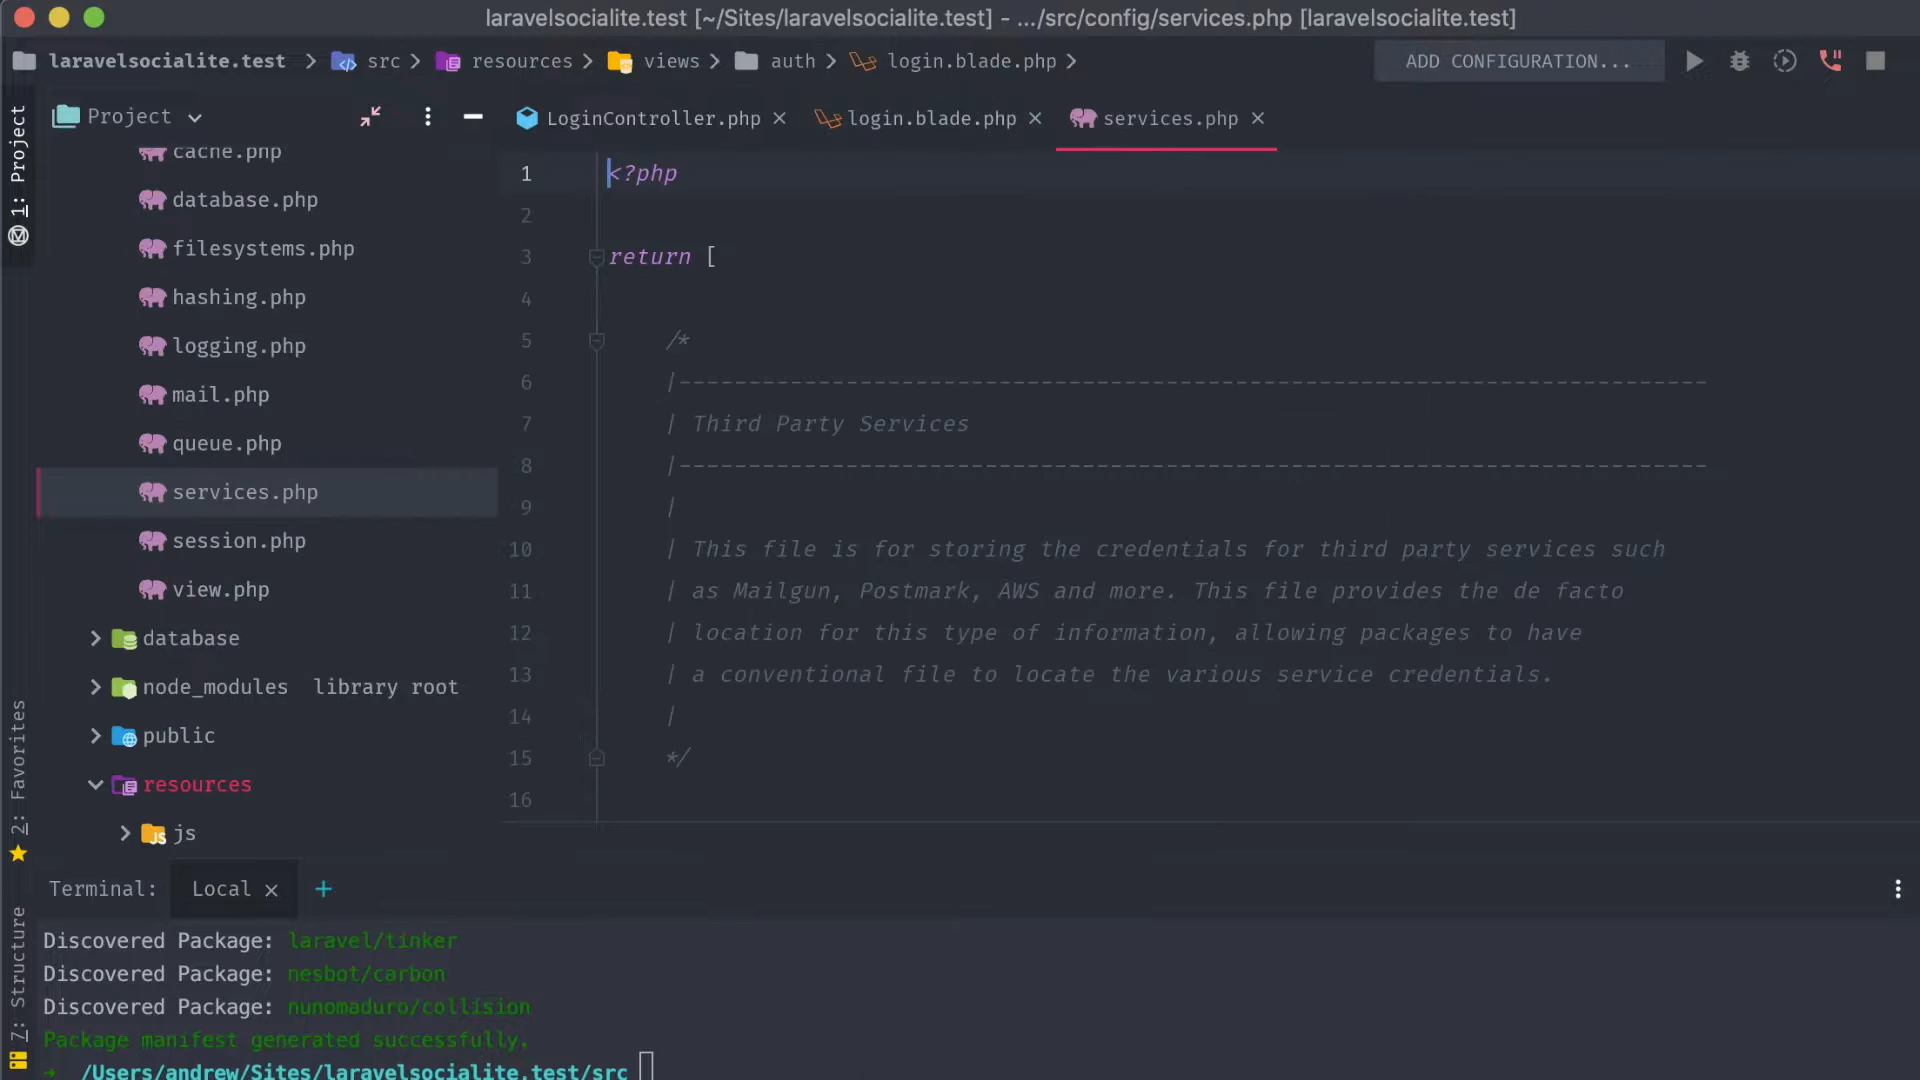 laravelsocialite.test [~/Sites/laravelsocialite.test] - .../src/config/services.php [laravelsocialite.test]
laravelsocialite.test
src
resources
views
auth
login.blade.php
ADD CONFIGURATION...
Project
LoginController.php
login.blade.php
services.php
1: Project
2: Favorites
7: Structure
cache.php
database.php
filesystems.php
hashing.php
logging.php
mail.php
queue.php
services.php
session.php
view.php
database
node_modules library root
public
resources
js
1 <?php
2
3 return [
4
5 /*
6 |--------------------------------------------------------------------------
7 | Third Party Services
8 |--------------------------------------------------------------------------
9 |
10 | This file is for storing the credentials for third party services such
11 | as Mailgun, Postmark, AWS and more. This file provides the de facto
12 | location for this type of information, allowing packages to have
13 | a conventional file to locate the various service credentials.
14 |
15 */
16
Terminal:
Local
Discovered Package: laravel/tinker
Discovered Package: nesbot/carbon
Discovered Package: nunomaduro/collision
Package manifest generated successfully.
→ /Users/andrew/Sites/laravelsocialite.test/src